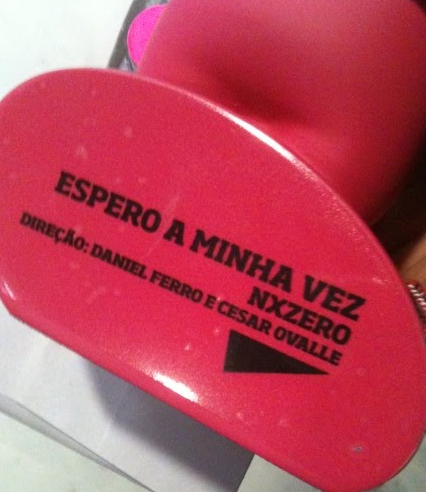 ESPERO A MINHA VEZ
NXZERO
DIREÇÃO: DANIEL FERRO E CESAR OVALLE